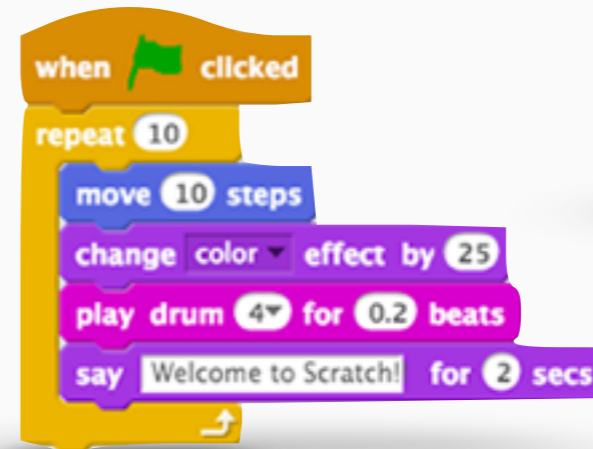 when clicked
repeat 10
move 10 steps
change color effect by 25
play drum 4 for 0.2 beats
say Welcome to Scratch! for 2 secs